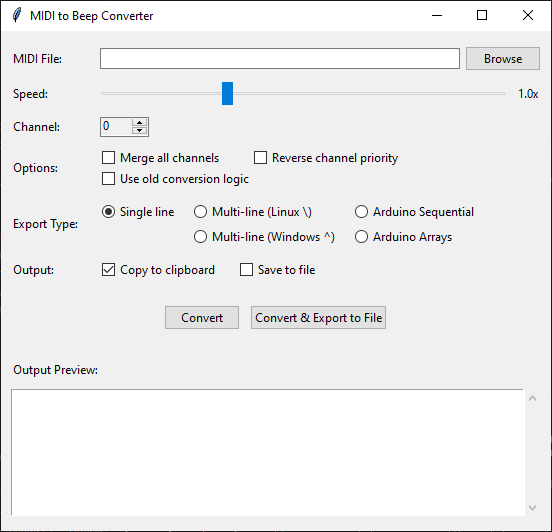 MIDI to Beep Converter
MIDI File: Browse
Speed: 1.0x
Channel: 0
Options: Merge all channels Reverse channel priority
Use old conversion logic
Export Type: Single line Multi-line (Linux \) Arduino Sequential
Multi-line (Windows ^) Arduino Arrays
Output: Copy to clipboard Save to file
Convert Convert & Export to File
Output Preview: